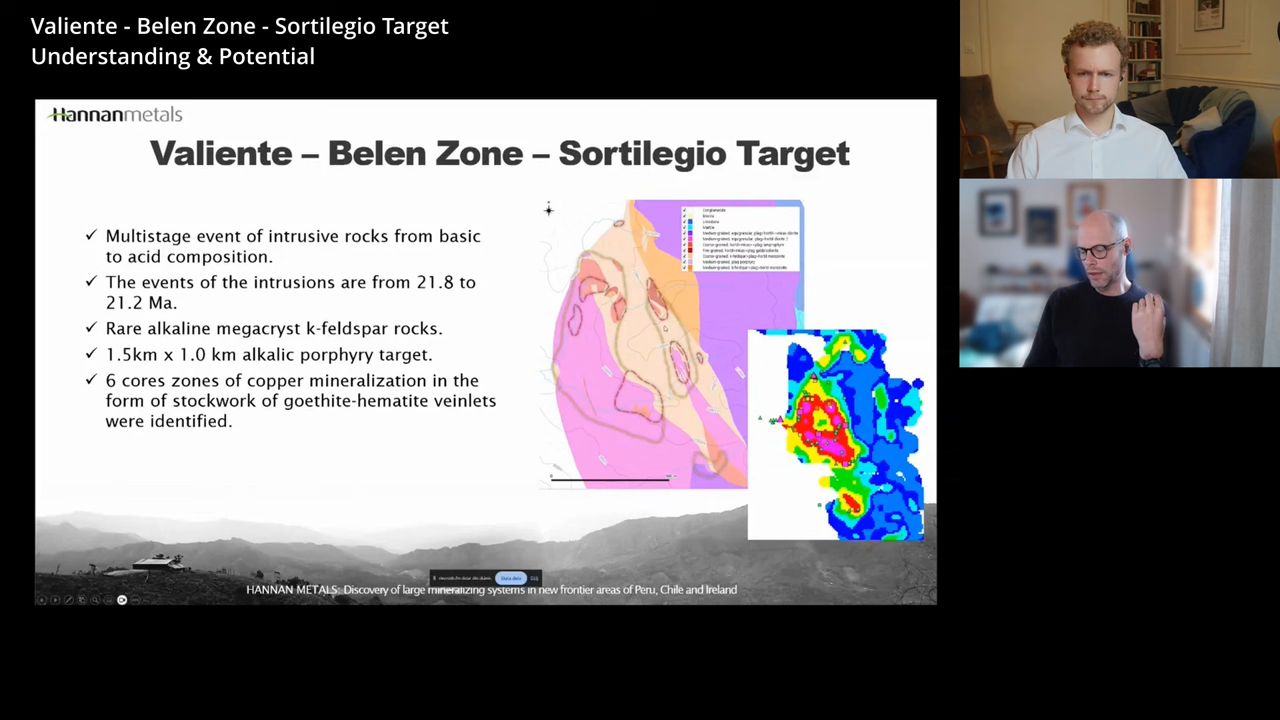 Valiente - Belen Zone - Sortilegio Target
Understanding & Potential
Hannanmetals
Valiente – Belen Zone – Sortilegio Target
✓ Multistage event of intrusive rocks from basic
to acid composition.
✓ The events of the intrusions are from 21.8 to
21.2 Ma.
✓ Rare alkaline megacryst k-feldspar rocks.
✓ 1.5km x 1.0 km alkalic porphyry target.
✓ 6 cores zones of copper mineralization in the
form of stockwork of goethite-hematite veinlets
were identified.
HANNAN METALS: Discovery of large mineralizing systems in new frontier areas of Peru, Chile and Ireland